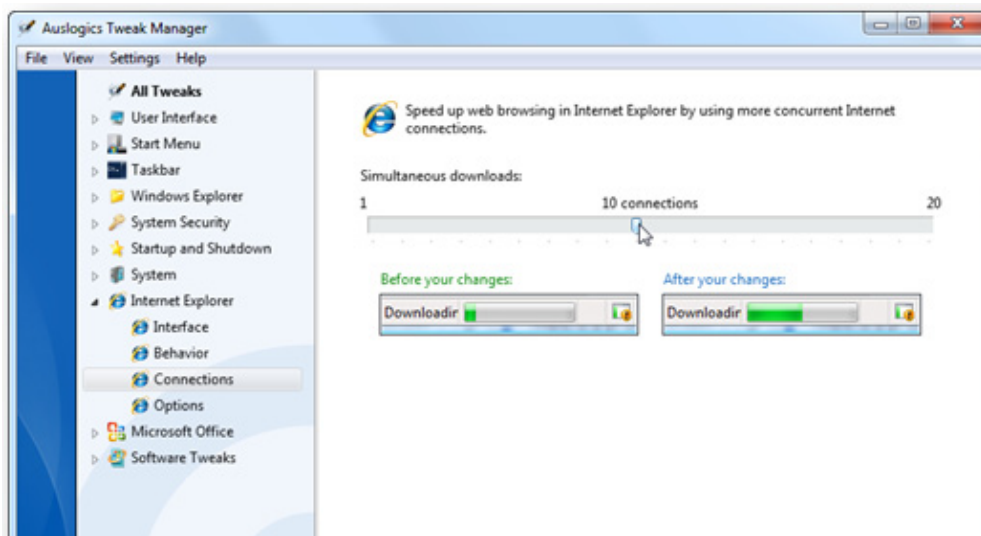 Auslogics Tweak Manager
File View Settings Help
All Tweaks
User Interface
Start Menu
Taskbar
Windows Explorer
System Security
Startup and Shutdown
System
Internet Explorer
Interface
Behavior
Connections
Options
Microsoft Office
Software Tweaks
Speed up web browsing in Internet Explorer by using more concurrent Internet
connections.
Simultaneous downloads:
1 10 connections 20
Before your changes: After your changes:
Downloadir Downloadir